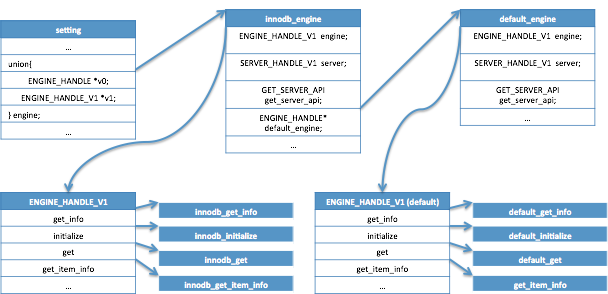 setting
...
union{
ENGINE_HANDLE *v0;
ENGINE_HANDLE_V1 *v1;
} engine;
...
innodb_engine
ENGINE_HANDLE_V1 engine;
SERVER_HANDLE_V1 server;
GET_SERVER_API
get_server_api;
ENGINE_HANDLE*
default_engine;
...
default_engine
ENGINE_HANDLE_V1 engine;
SERVER_HANDLE_V1 server;
GET_SERVER_API
get_server_api;
...
ENGINE_HANDLE_V1
get_info
initialize
get
get_item_info
...
innodb_get_info
innodb_initialize
innodb_get
innodb_get_item_info
ENGINE_HANDLE_V1 (default)
get_info
initialize
get
get_item_info
...
default_get_info
default_initialize
default_get
get_item_info